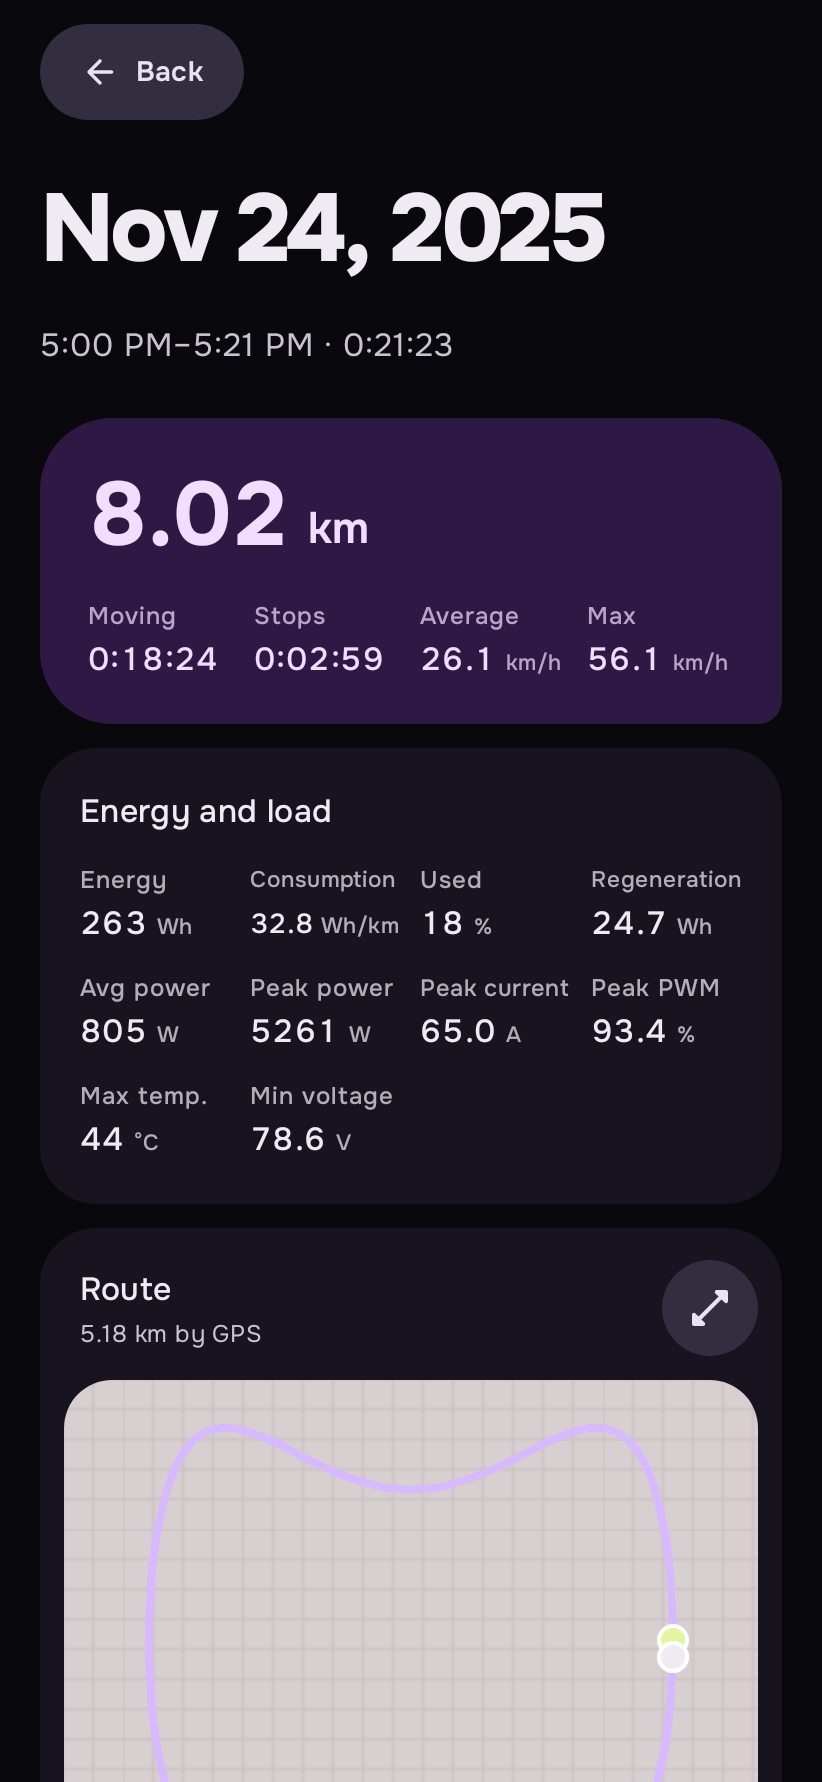 Back
Nov 24, 2025
5:00 PM–5:21 PM · 0:21:23
8.02 km
Moving Stops Average Max
0:18:24 0:02:59 26.1 km/h 56.1 km/h
Energy and load
Energy Consumption Used Regeneration
263 Wh 32.8 Wh/km 18 % 24.7 Wh
Avg power Peak power Peak current Peak PWM
805 W 5261 W 65.0 A 93.4 %
Max temp. Min voltage
44 °C 78.6 V
Route
5.18 km by GPS